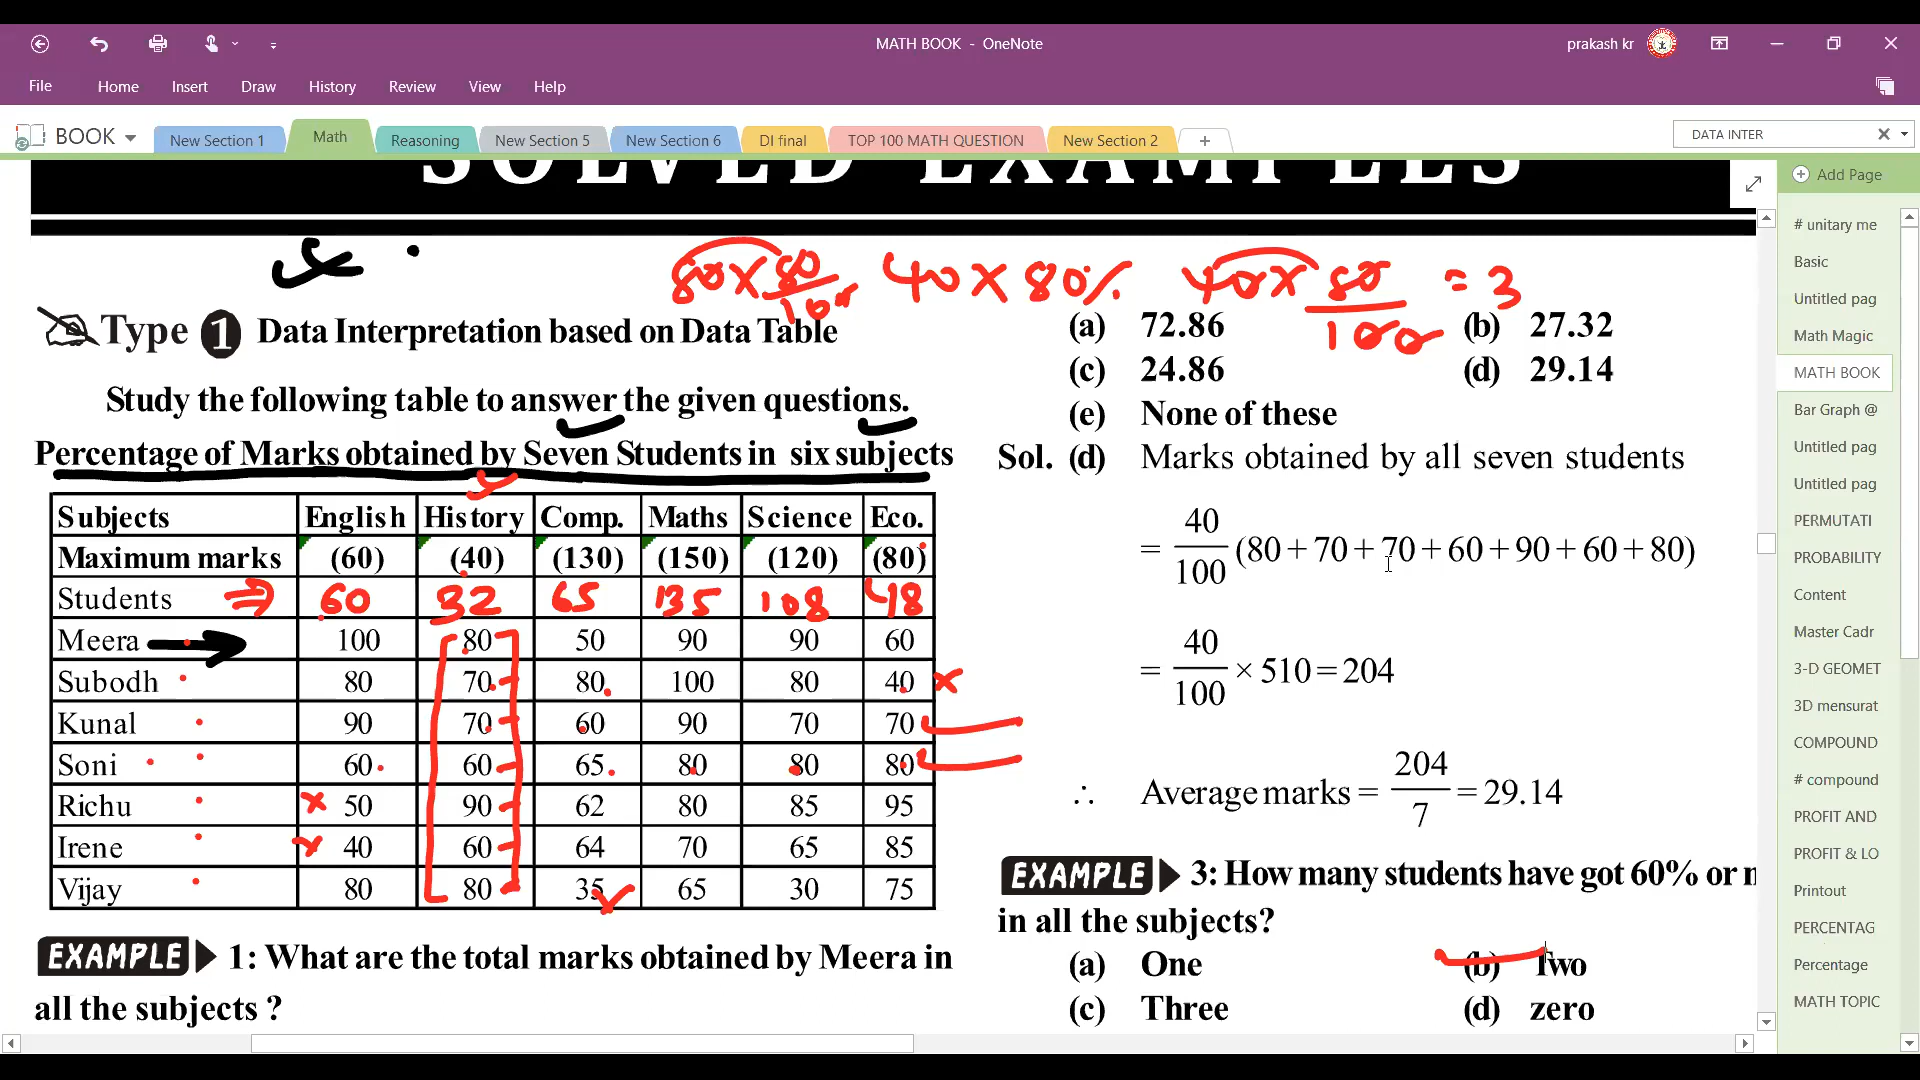 MATH BOOK - OneNote
prakash kr
File Home Insert Draw History Review View Help
BOOK New Section 1 Math Reasoning New Section 5 New Section 6 DI final TOP 100 MATH QUESTION New Section 2 +
DATA INTER
SOLVED EXAMPLES
Type 1 Data Interpretation based on Data Table
Study the following table to answer the given questions.
Percentage of Marks obtained by Seven Students in six subjects
Subjects English History Comp. Maths Science Eco.
Maximum marks (60) (40) (130) (150) (120) (80)
Students 60 32 65 135 108 48
Meera 100 80 50 90 90 60
Subodh 80 70 80 100 80 40 ×
Kunal 90 70 60 90 70 70
Soni 60 60 65 80 80 80
Richu × 50 90 62 80 85 95
Irene × 40 60 64 70 65 85
Vijay 80 80 35 65 30 75
EXAMPLE 1: What are the total marks obtained by Meera in
all the subjects ?
80×80/100 40×80% 40×80/100 = 3
(a) 72.86 (b) 27.32
(c) 24.86 (d) 29.14
(e) None of these
Sol. (d) Marks obtained by all seven students
= 40/100 (80+70+70+60+90+60+80)
= 40/100 × 510=204
∴ Average marks = 204/7 = 29.14
EXAMPLE 3: How many students have got 60% or
in all the subjects?
(a) One (b) Two
(c) Three (d) zero
Add Page
# unitary me
Basic
Untitled pag
Math Magic
MATH BOOK
Bar Graph @
Untitled pag
Untitled pag
PERMUTATI
PROBABILITY
Content
Master Cadr
3-D GEOMET
3D mensurat
COMPOUND
# compound
PROFIT AND
PROFIT & LO
Printout
PERCENTAG
Percentage
MATH TOPIC